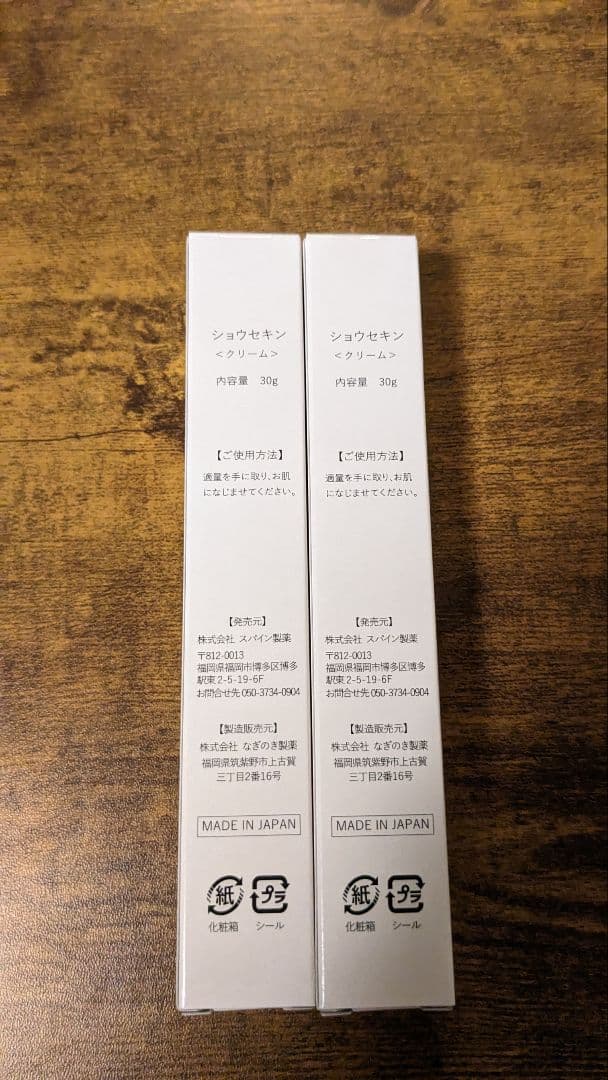 ショウセキン
＜クリーム＞
内容量　30g
【ご使用方法】
適量を手に取り、お肌
になじませてください。
【発売元】
株式会社 スパイン製薬
〒812-0013
福岡県福岡市博多区博多
駅東2-5-19-6F
お問合せ先 050-3734-0904
【製造販売元】
株式会社 なぎのき製薬
福岡県筑紫野市上古賀
三丁目2番16号
MADE IN JAPAN
紙 プラ
化粧箱 シール
ショウセキン
＜クリーム＞
内容量　30g
【ご使用方法】
適量を手に取り、お肌
になじませてください。
【発売元】
株式会社 スパイン製薬
〒812-0013
福岡県福岡市博多区博多
駅東2-5-19-6F
お問合せ先 050-3734-0904
【製造販売元】
株式会社 なぎのき製薬
福岡県筑紫野市上古賀
三丁目2番16号
MADE IN JAPAN
紙 プラ
化粧箱 シール